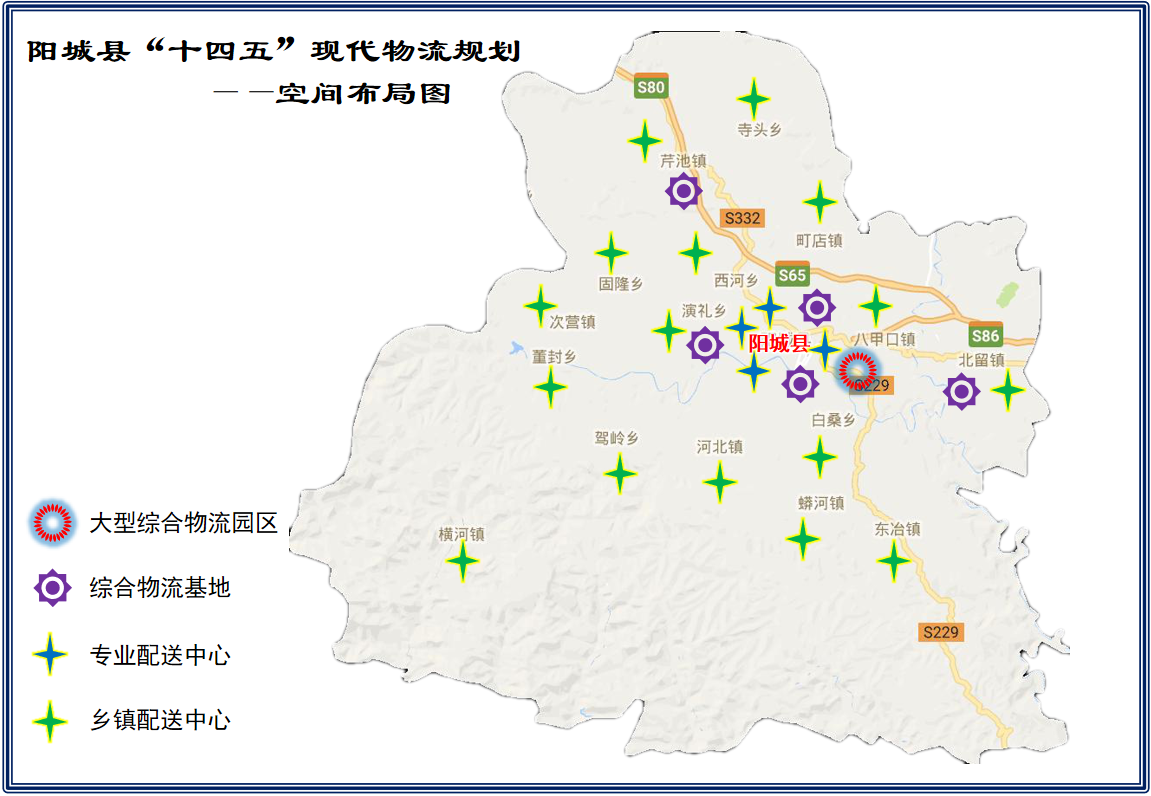 阳城县“十四五”现代物流规划
——空间布局图
S80
寺头乡
芹池镇
S332
町店镇
西河乡
S65
固隆乡
演礼乡
次营镇
阳城县
八甲口镇
S86
董封乡
北留镇
S229
白桑乡
驾岭乡
河北镇
蟒河镇
横河镇
东冶镇
S229
大型综合物流园区
综合物流基地
专业配送中心
乡镇配送中心